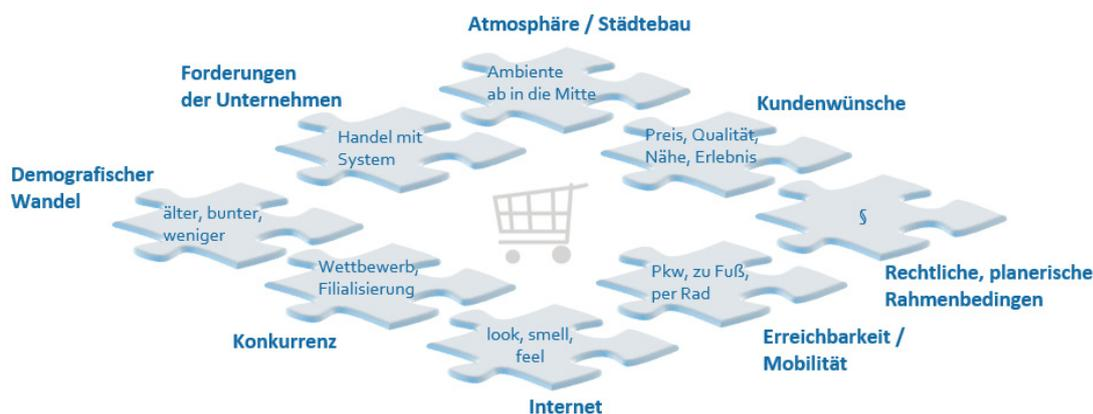 Atmosphäre / Städtebau
Ambiente
ab in die Mitte
Forderungen
der Unternehmen
Handel mit
System
Kundenwünsche
Preis, Qualität,
Nähe, Erlebnis
Demografischer
Wandel
älter, bunter,
weniger
§
Rechtliche, planerische
Rahmenbedingen
Wettbewerb,
Filialisierung
Konkurrenz
Pkw, zu Fuß,
per Rad
Erreichbarkeit /
Mobilität
look, smell,
feel
Internet